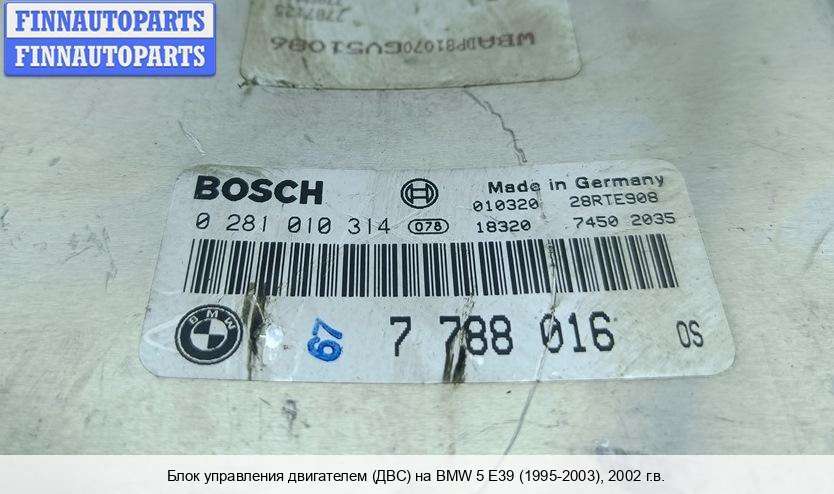 FINNAUTOPARTS
FINNAUTOPARTS
WBADP81070GV51086
BOSCH
Made in Germany
010320 28RTE908
0 281 010 314 078 18320 7450 2035
BMW
67 7 788 016 OS
Блок управления двигателем (ДВС) на BMW 5 E39 (1995-2003), 2002 г.в.